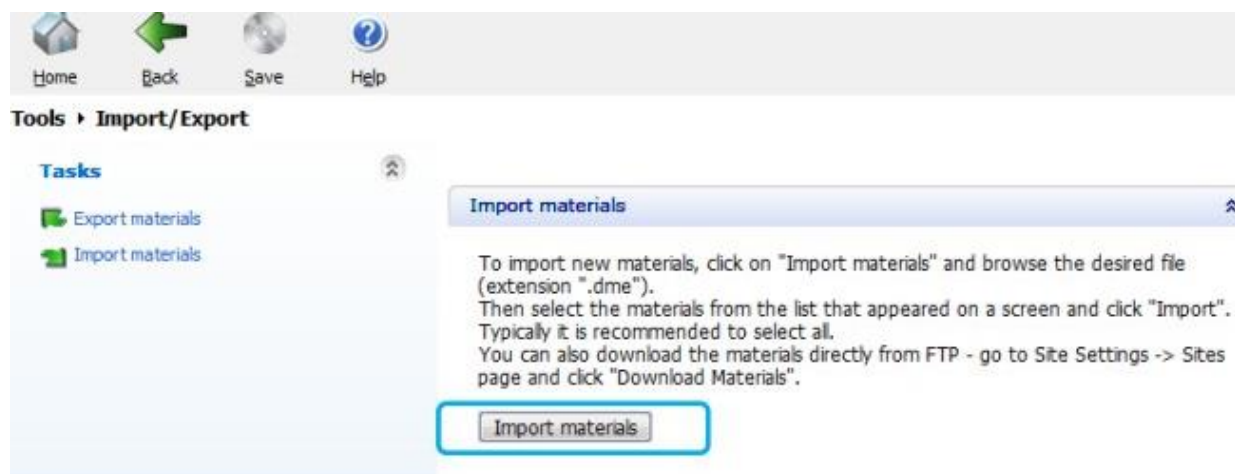 Home Back Save Help
Tools ▸ Import/Export
Tasks
Export materials
Import materials
Import materials
To import new materials, click on "Import materials" and browse the desired file
(extension ".dme").
Then select the materials from the list that appeared on a screen and click "Import".
Typically it is recommended to select all.
You can also download the materials directly from FTP - go to Site Settings -> Sites
page and click "Download Materials".
Import materials